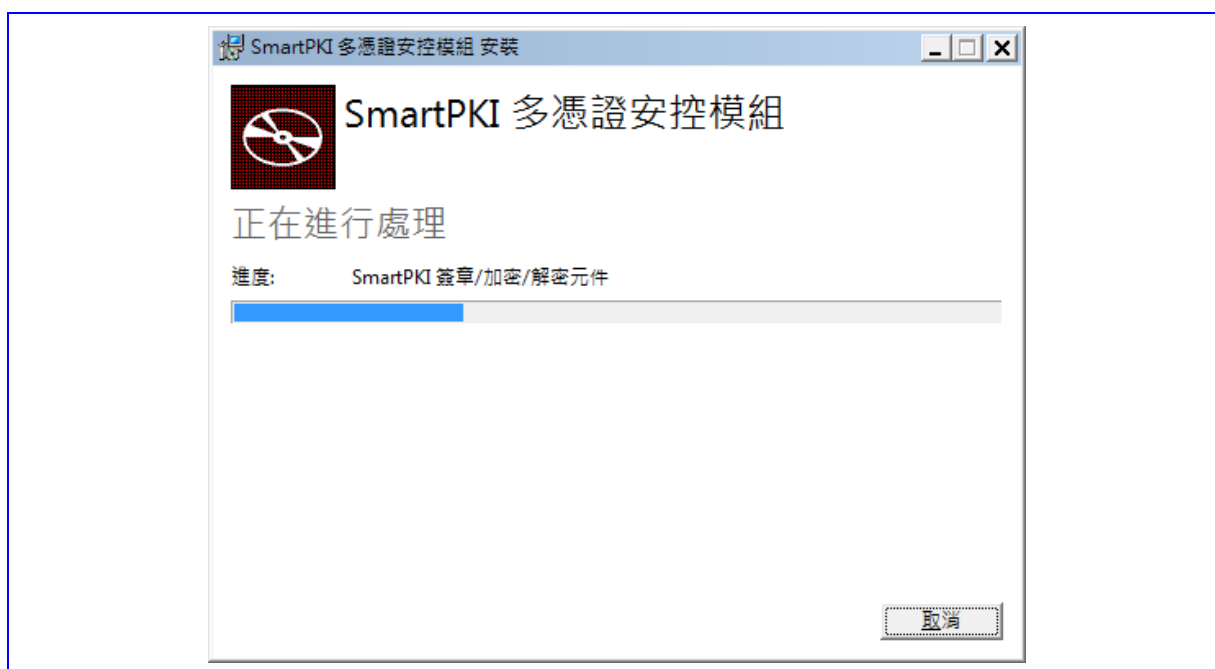 SmartPKI 多憑證安控模組 安裝
SmartPKI 多憑證安控模組
正在進行處理
進度: SmartPKI 簽章/加密/解密元件
取消